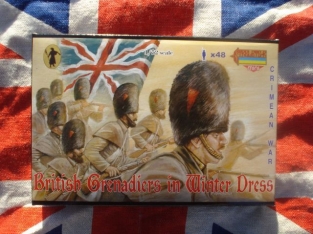 1/72 scale
x48
CRIMEAN WAR
British Grenadiers in Winter Dress